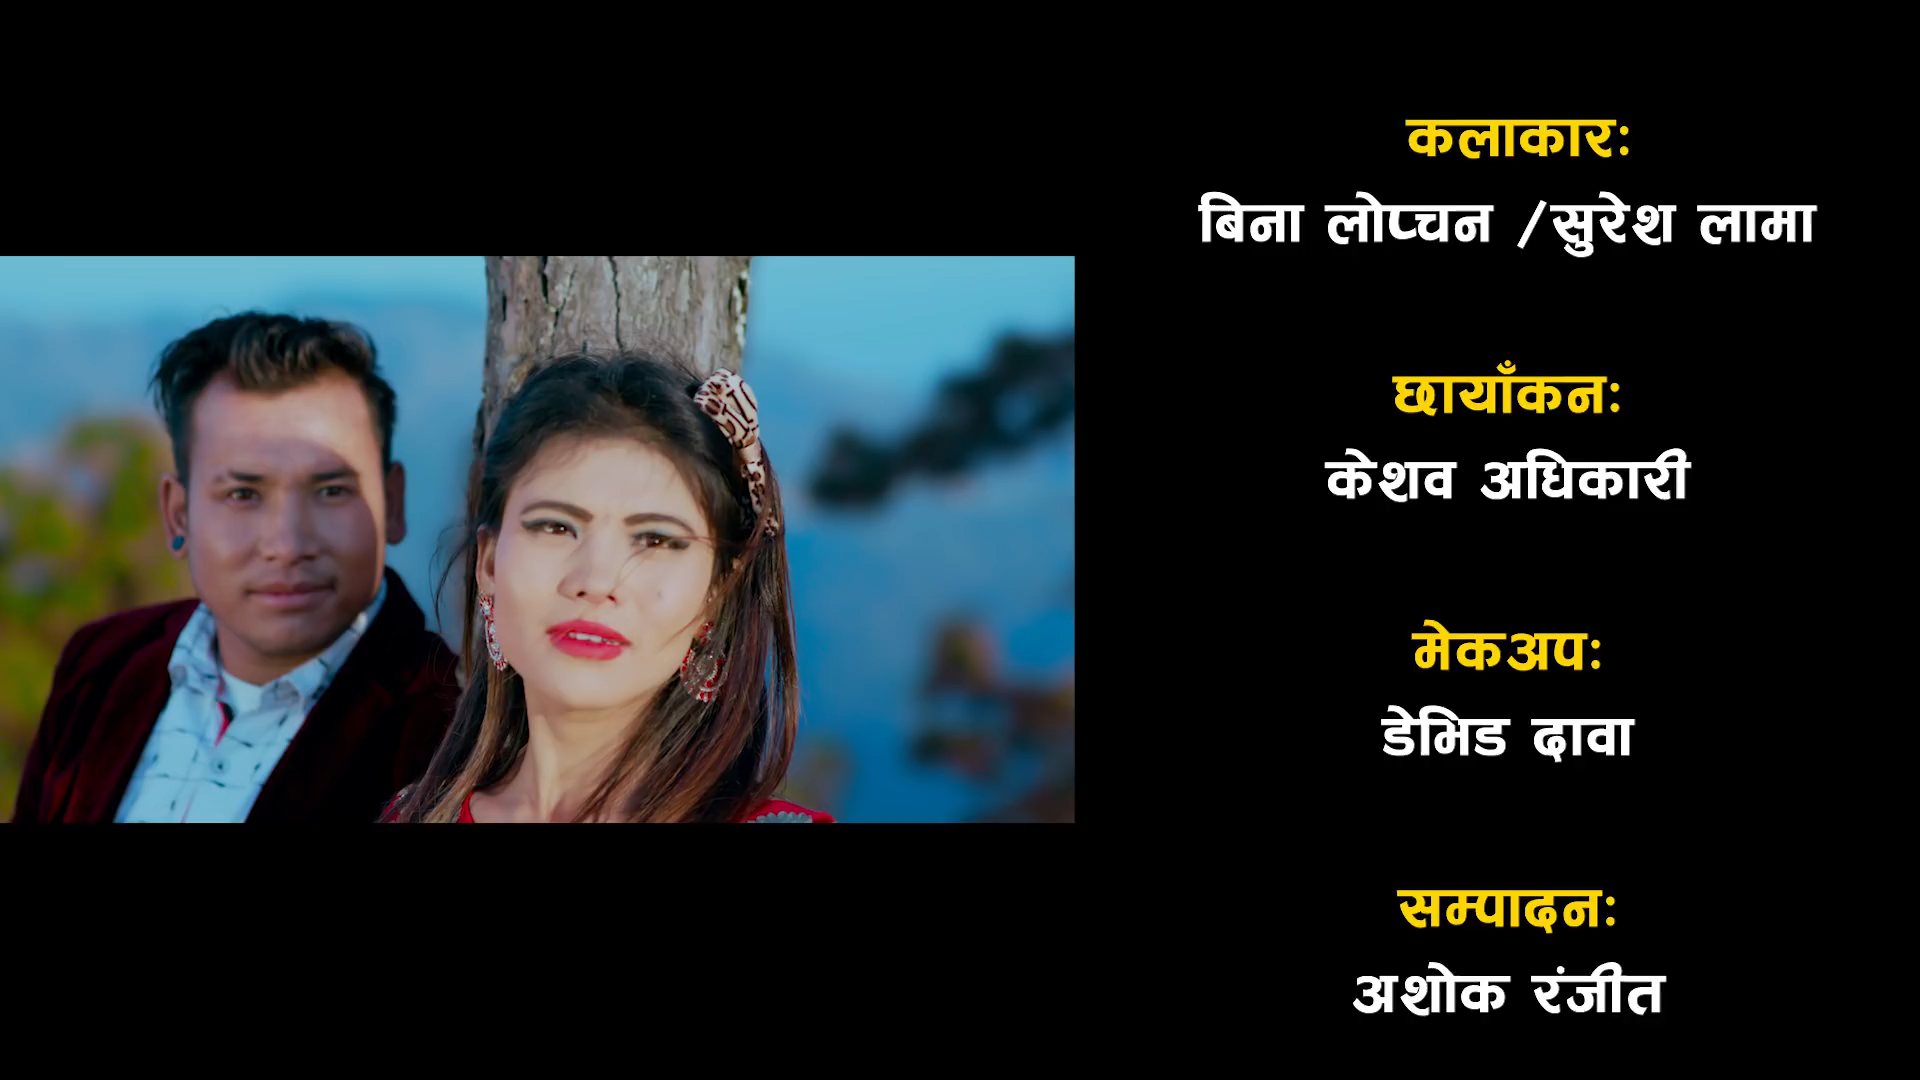 कलाकार:
बिना लोप्चन /सुरेश लामा
छायाँकन:
केशव अधिकारी
मेकअप:
डेभिड दावा
सम्पादन:
अशोक रंजीत